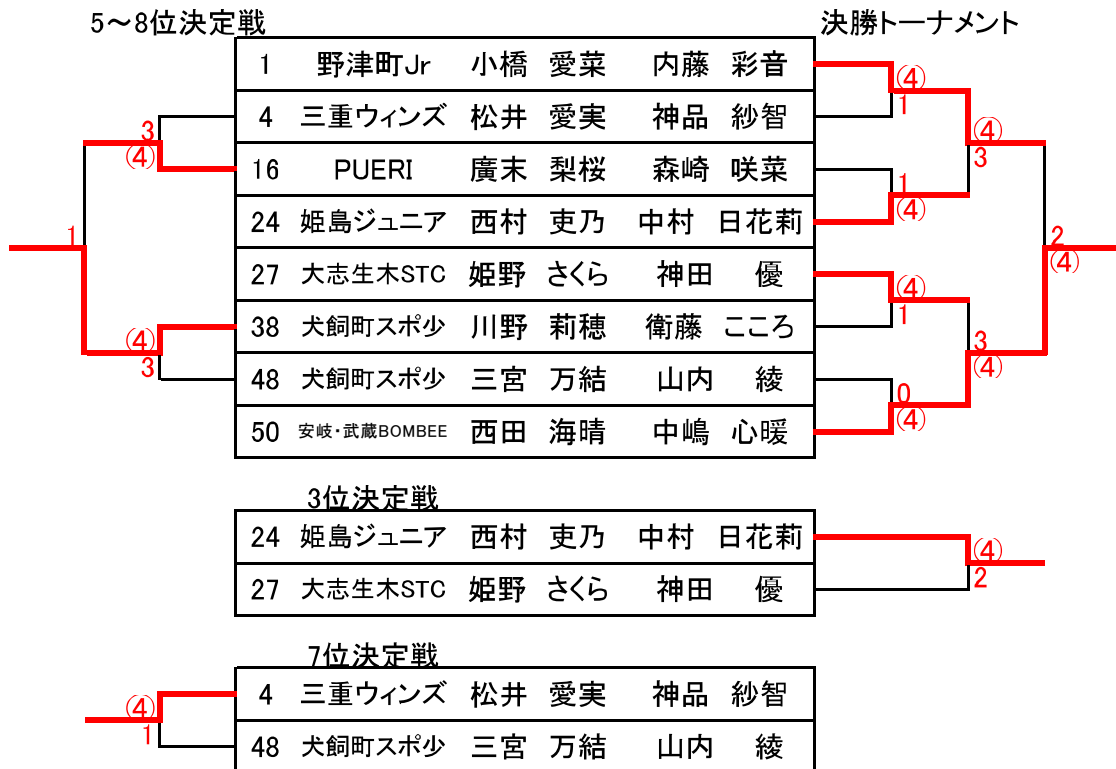 5～8位決定戦 決勝トーナメント
1 野津町Jr 小橋 愛菜 内藤 彩音 ④
4 三重ウィンズ 松井 愛実 神品 紗智 1 ④
3
④ 16 PUERI 廣末 梨桜 森崎 咲菜 1 3
24 姫島ジュニア 西村 吏乃 中村 日花莉 ④
1 2
27 大志生木STC 姫野 さくら 神田 優 ④ ④
④ 38 犬飼町スポ少 川野 莉穂 衛藤 こころ 1 3
3 48 犬飼町スポ少 三宮 万結 山内 綾 0 ④
50 安岐・武蔵BOMBEE 西田 海晴 中嶋 心暖 ④
3位決定戦
24 姫島ジュニア 西村 吏乃 中村 日花莉 ④
27 大志生木STC 姫野 さくら 神田 優 2
7位決定戦
④ 4 三重ウィンズ 松井 愛実 神品 紗智
1 48 犬飼町スポ少 三宮 万結 山内 綾